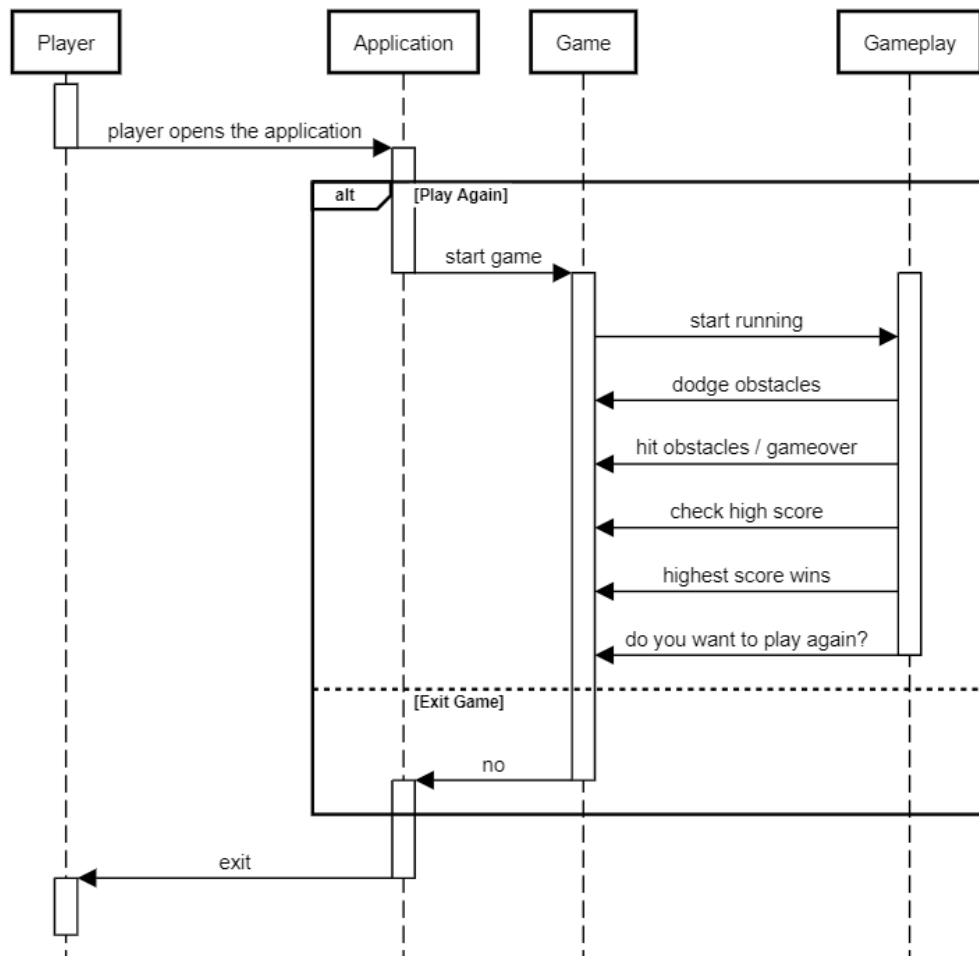 Player
Application
Game
Gameplay
player opens the application
alt
[Play Again]
start game
start running
dodge obstacles
hit obstacles / gameover
check high score
highest score wins
do you want to play again?
[Exit Game]
no
exit